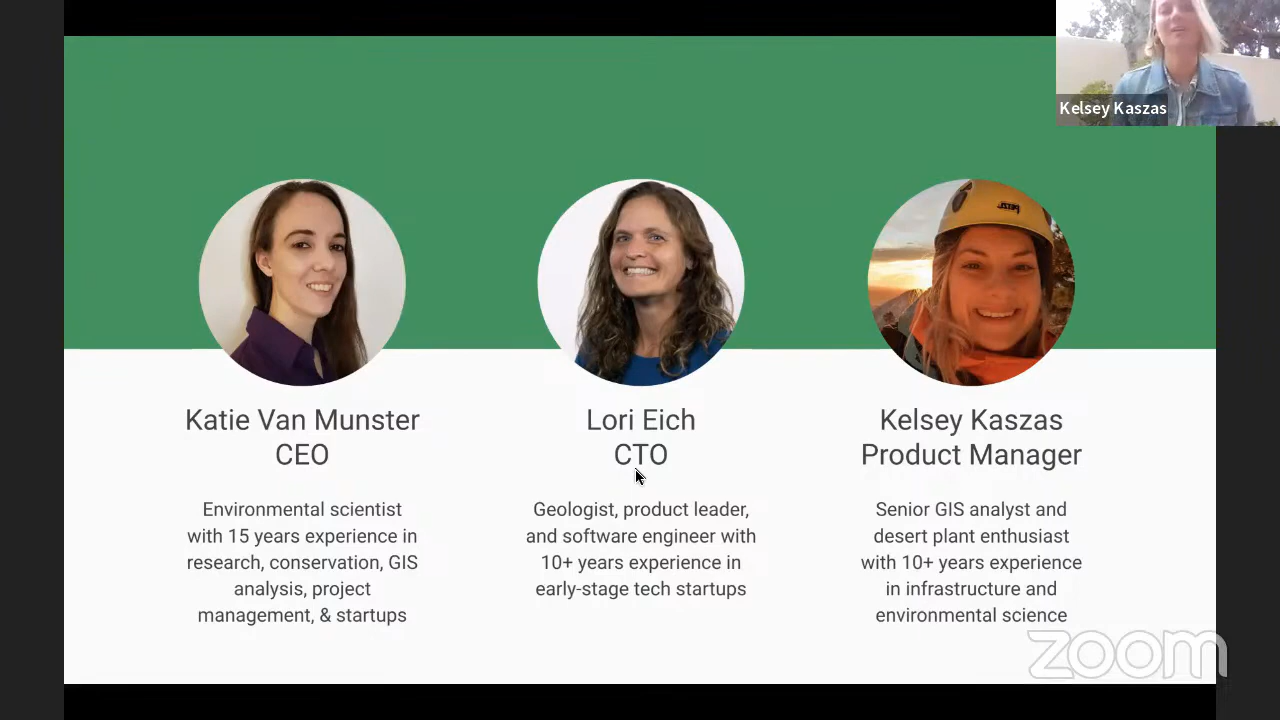 Kelsey Kaszas
Katie Van Munster
CEO
Environmental scientist
with 15 years experience in
research, conservation, GIS
analysis, project
management, & startups
Lori Eich
CTO
Geologist, product leader,
and software engineer with
10+ years experience in
early-stage tech startups
Kelsey Kaszas
Product Manager
Senior GIS analyst and
desert plant enthusiast
with 10+ years experience
in infrastructure and
environmental science
zoom